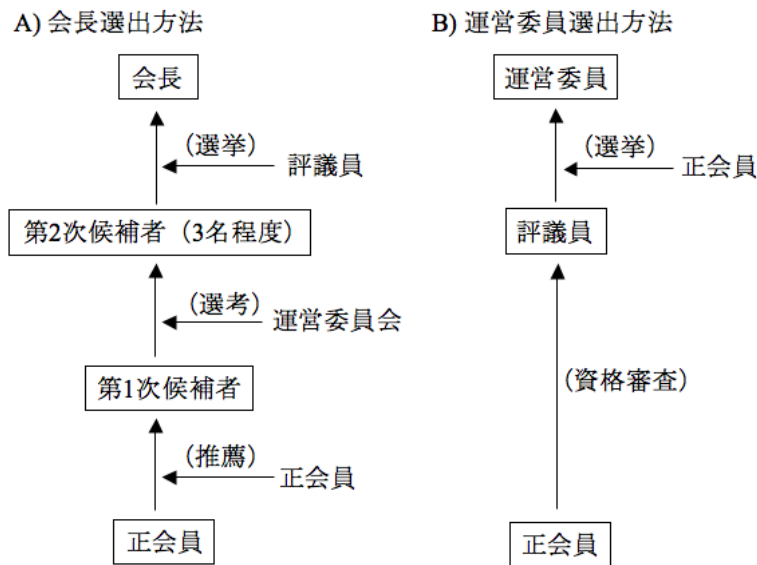 A) 会長選出方法
会長
(選挙)
評議員
第2次候補者（3名程度）
(選考)
運営委員会
第1次候補者
(推薦)
正会員
正会員
B) 運営委員選出方法
運営委員
(選挙)
正会員
評議員
(資格審査)
正会員